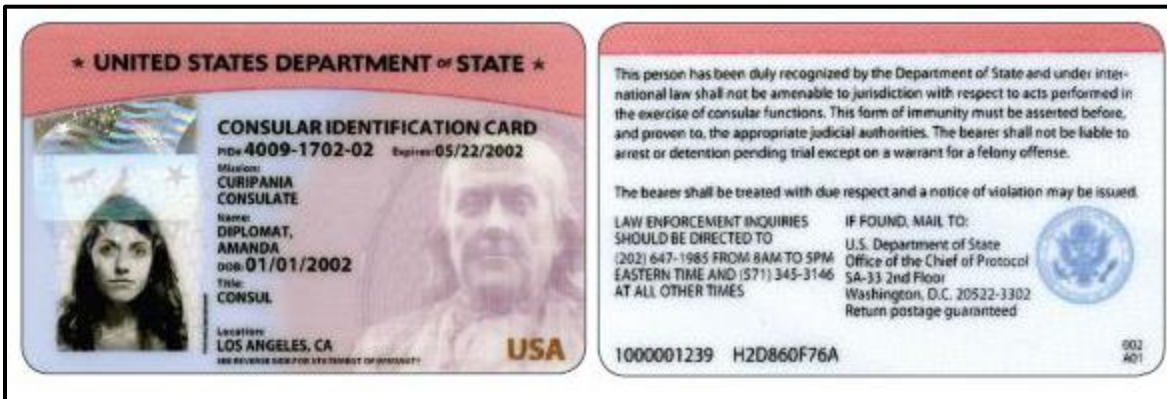 ★ UNITED STATES DEPARTMENT OF STATE ★
CONSULAR IDENTIFICATION CARD
PID# 4009-1702-02 Expires: 05/22/2002
Mission:
CURIPANIA
CONSULATE
Name:
DIPLOMAT,
AMANDA
DOB: 01/01/2002
Title:
CONSUL
Location:
LOS ANGELES, CA
SEE REVERSE SIDE FOR STATEMENT OF IMMUNITY
USA
This person has been duly recognized by the Department of State and under inter-
national law shall not be amenable to jurisdiction with respect to acts performed in
the exercise of consular functions. This form of immunity must be asserted before,
and proven to, the appropriate judicial authorities. The bearer shall not be liable to
arrest or detention pending trial except on a warrant for a felony offense.
The bearer shall be treated with due respect and a notice of violation may be issued.
LAW ENFORCEMENT INQUIRIES
SHOULD BE DIRECTED TO
(202) 647-1985 FROM 8AM TO 5PM
EASTERN TIME AND (571) 345-3146
AT ALL OTHER TIMES
IF FOUND, MAIL TO:
U.S. Department of State
Office of the Chief of Protocol
SA-33 2nd Floor
Washington, D.C. 20522-3302
Return postage guaranteed
1000001239 H2D860F76A
002
A01